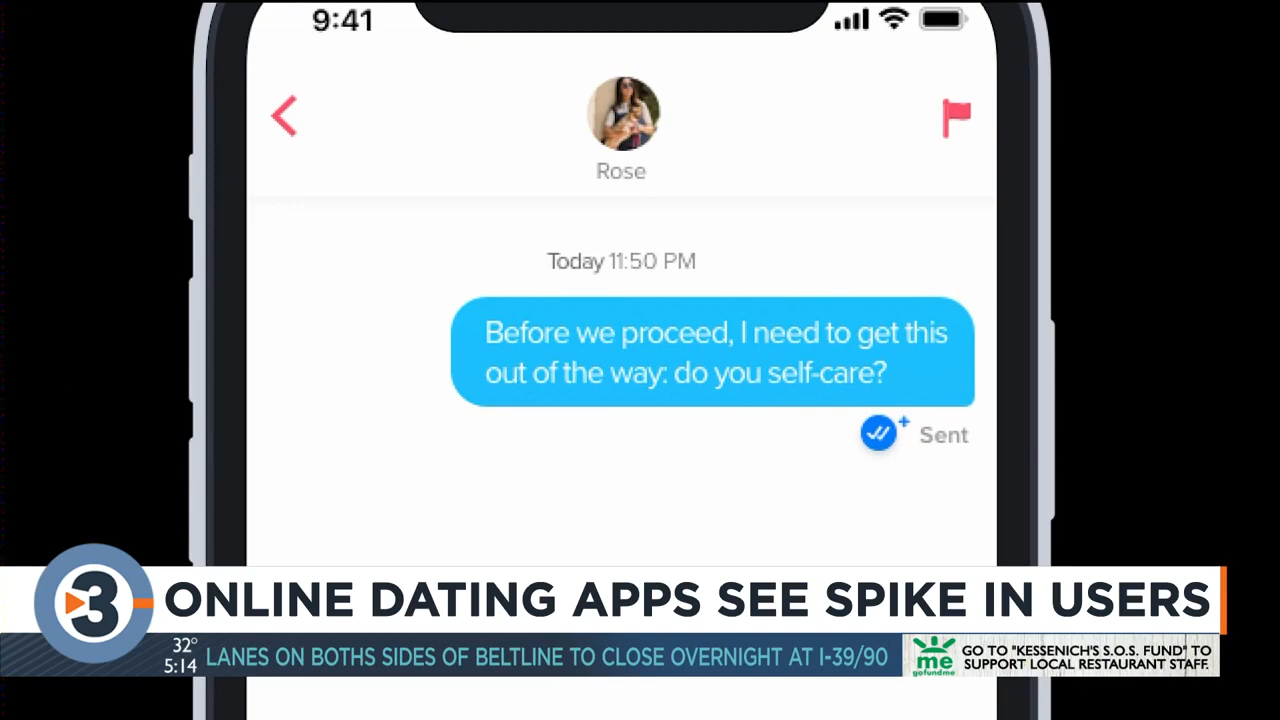 9:41
Rose
Today 11:50 PM
Before we proceed, I need to get this
out of the way: do you self-care?
Sent
3
ONLINE DATING APPS SEE SPIKE IN USERS
32°
5:14
LANES ON BOTHS SIDES OF BELTLINE TO CLOSE OVERNIGHT AT I-39/90
me
gofundme
GO TO "KESSENICH'S S.O.S. FUND" TO
SUPPORT LOCAL RESTAURANT STAFF.